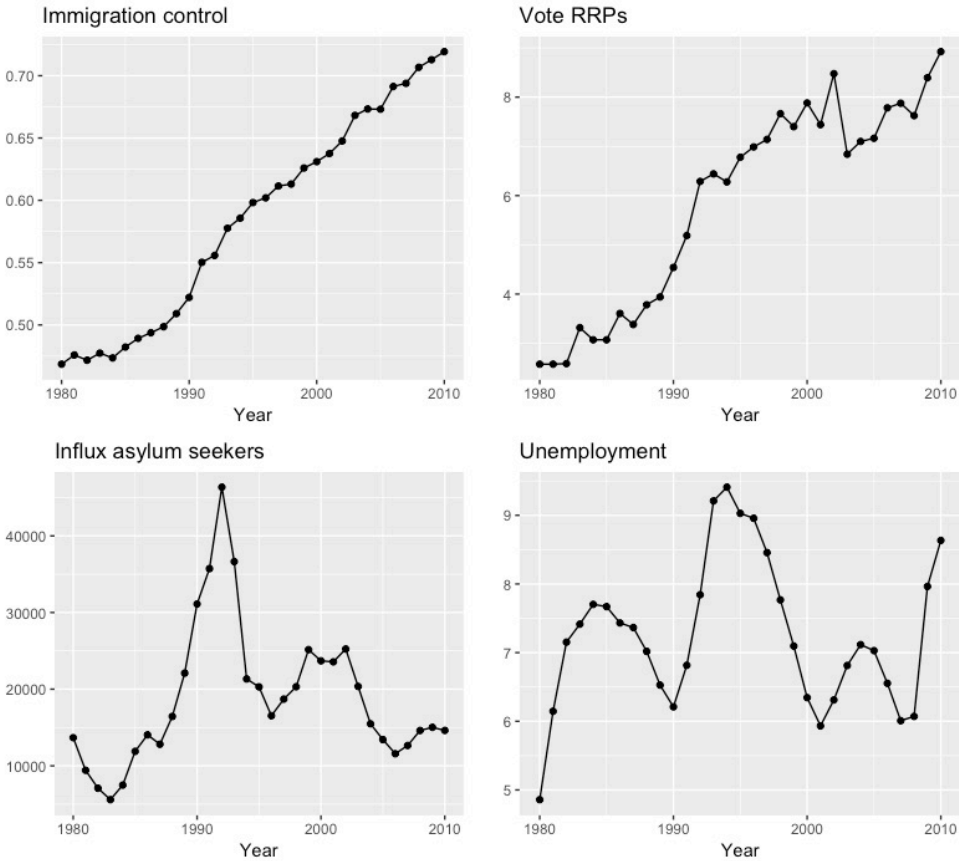 Immigration control
0.70
0.65
0.60
0.55
0.50
1980 1990 2000 2010
Year
Vote RRPs
8
6
4
1980 1990 2000 2010
Year
Influx asylum seekers
40000
30000
20000
10000
1980 1990 2000 2010
Year
Unemployment
9
8
7
6
5
1980 1990 2000 2010
Year